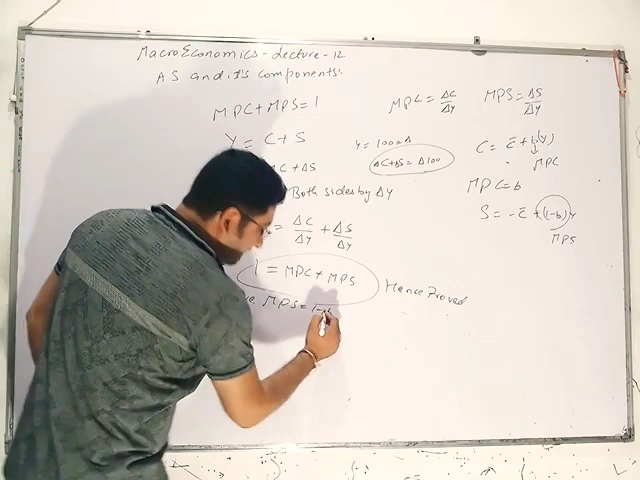 Macro Economics - Lecture - 12
AS and it's components:
MPC + MPS = 1
Y = C + S
C + ΔS
Both sides by ΔY
= ΔC/ΔY + ΔS/ΔY
1 = MPC + MPS
Hence Proved
MPS =
Y = 100 = Δ
ΔC + ΔS = Δ100
MPC = ΔC/ΔY
MPS = ΔS/ΔY
C = c̄ + b(Y)
MPC
MPC = b
S = -c̄ + (1-b)Y
MPS